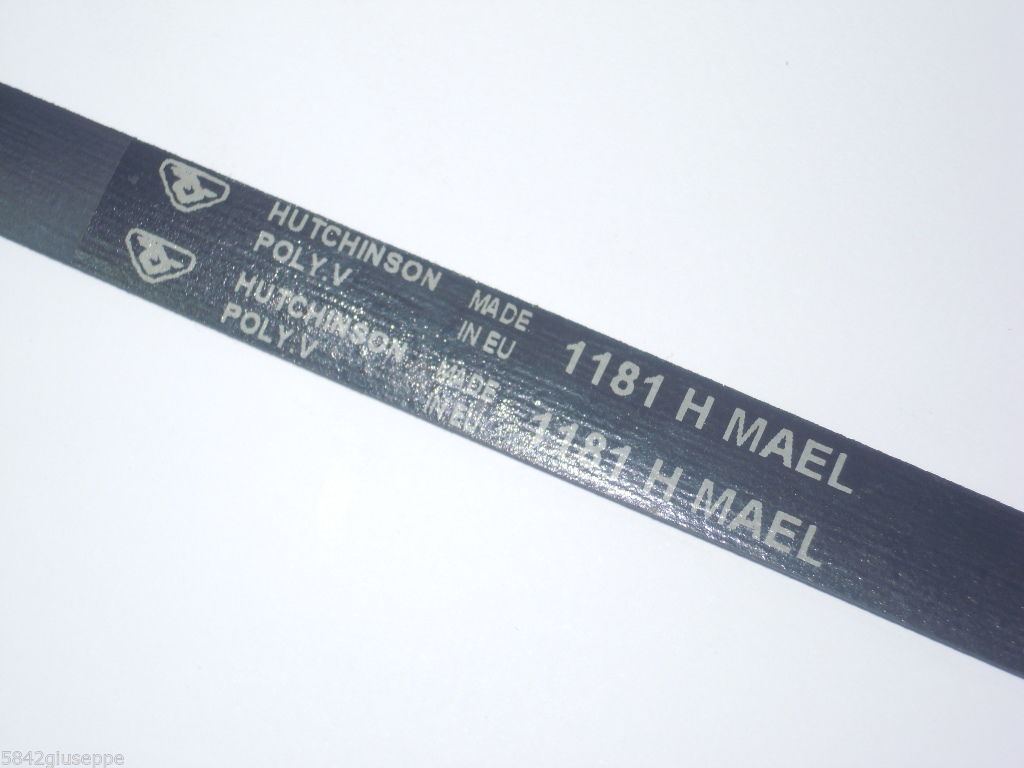 HUTCHINSON
POLY.V
MADE
IN EU
1181 H MAEL
HUTCHINSON
POLY.V
MADE
IN EU
1181 H MAEL
5842giuseppe